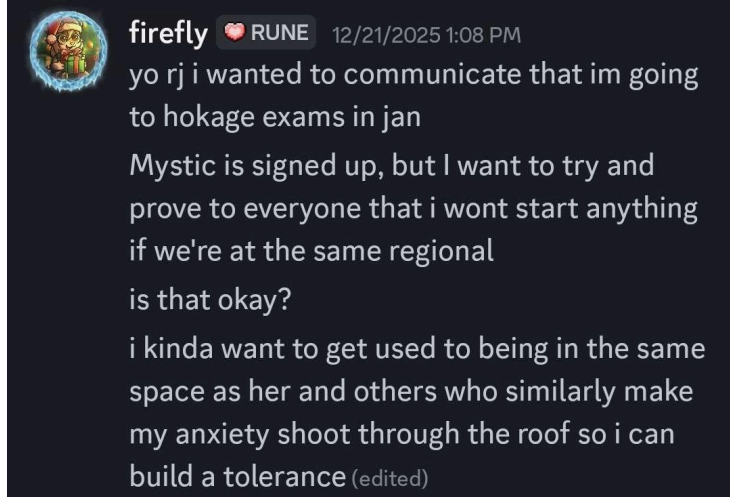 firefly RUNE 12/21/2025 1:08 PM
yo rj i wanted to communicate that im going
to hokage exams in jan
Mystic is signed up, but I want to try and
prove to everyone that i wont start anything
if we're at the same regional
is that okay?
i kinda want to get used to being in the same
space as her and others who similarly make
my anxiety shoot through the roof so i can
build a tolerance (edited)